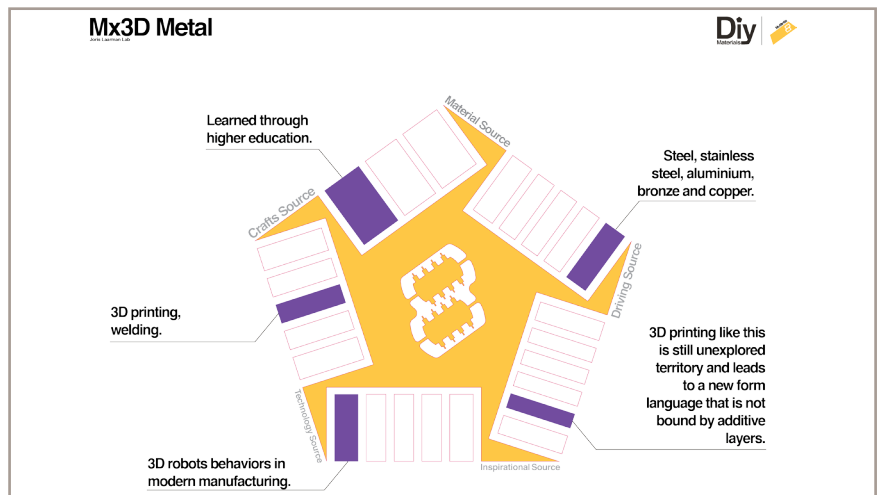 Mx3D Metal
Joris Laarman Lab
Diy
Materials
Learned through
higher education.
Material Source
Steel, stainless
steel, aluminium,
bronze and copper.
Crafts Source
Driving Source
3D printing,
welding.
3D printing like this
is still unexplored
territory and leads
to a new form
language that is not
bound by additive
layers.
Technology Source
3D robots behaviors in
modern manufacturing.
Inspirational Source